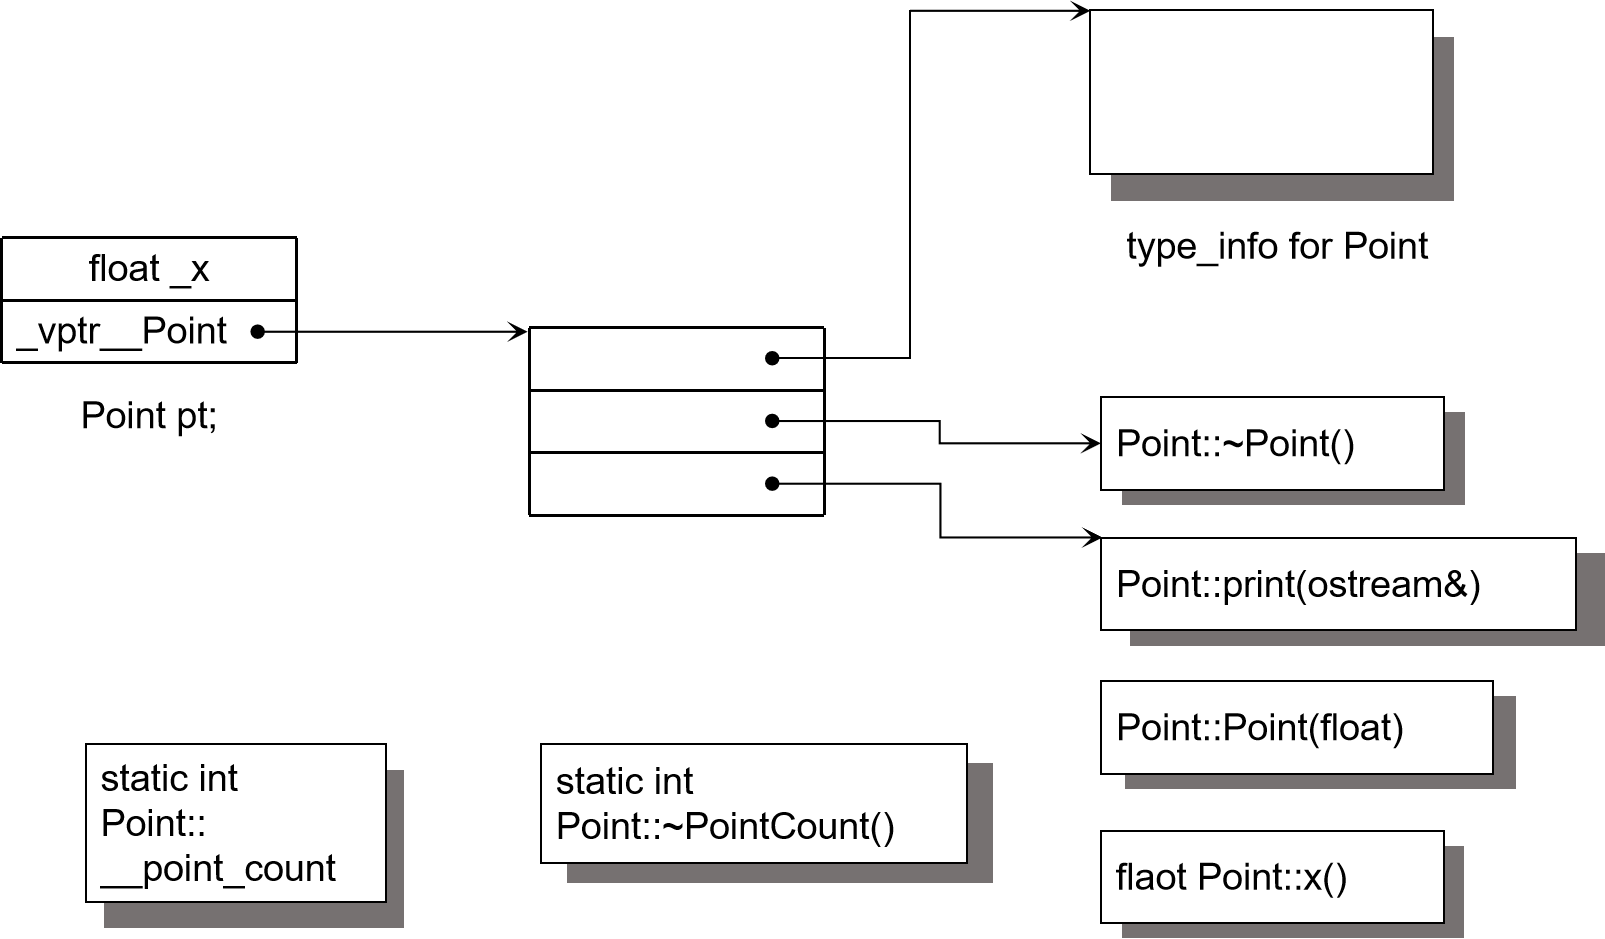 type_info for Point
float _x
_vptr__Point
Point pt;
Point::~Point()
Point::print(ostream&)
Point::Point(float)
static int
Point::
__point_count
static int
Point::~PointCount()
flaot Point::x()